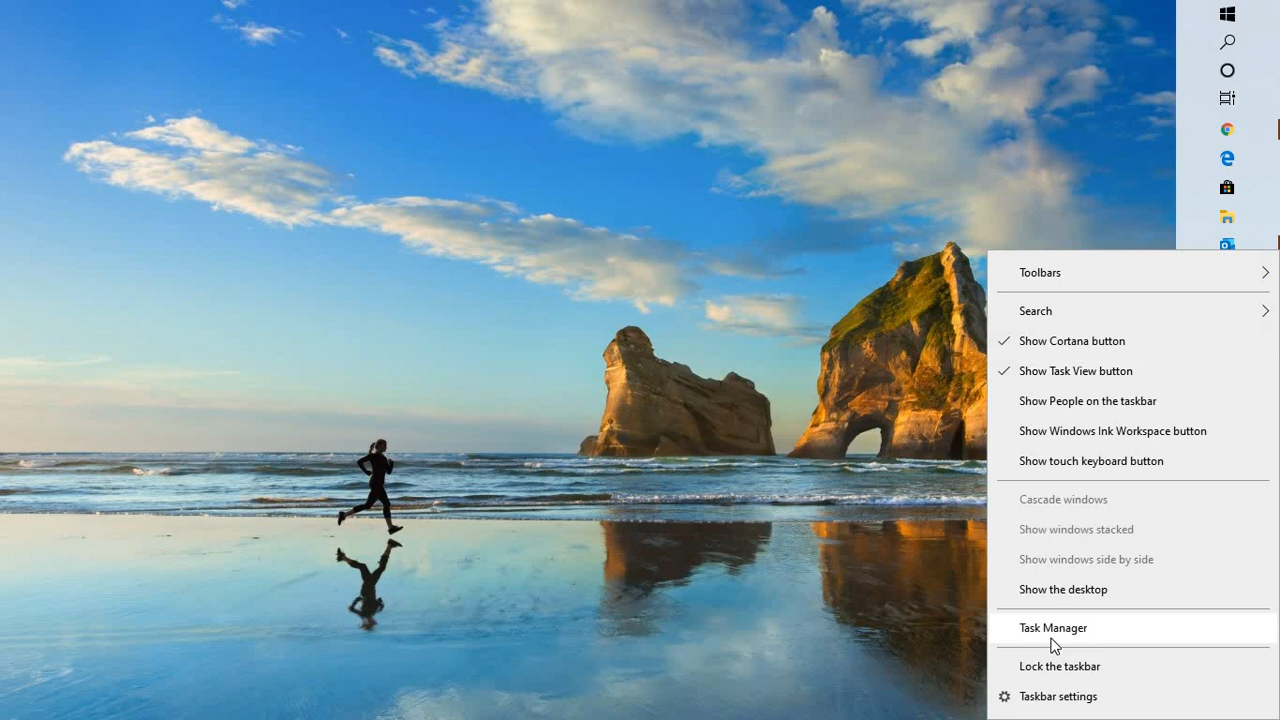 Toolbars
Search
Show Cortana button
Show Task View button
Show People on the taskbar
Show Windows Ink Workspace button
Show touch keyboard button
Cascade windows
Show windows stacked
Show windows side by side
Show the desktop
Task Manager
Lock the taskbar
Taskbar settings